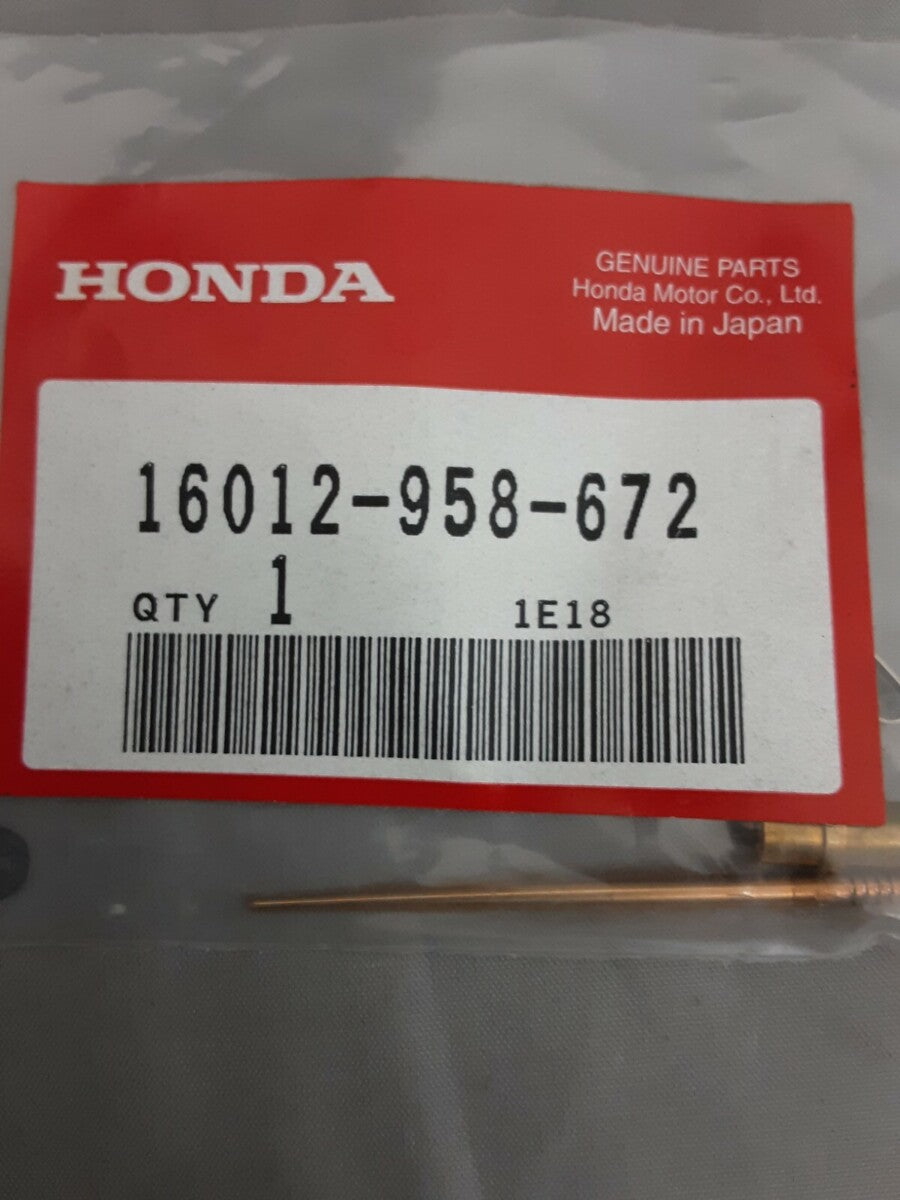 HONDA
GENUINE PARTS
Honda Motor Co., Ltd.
Made in Japan
16012-958-672
QTY 1 1E18